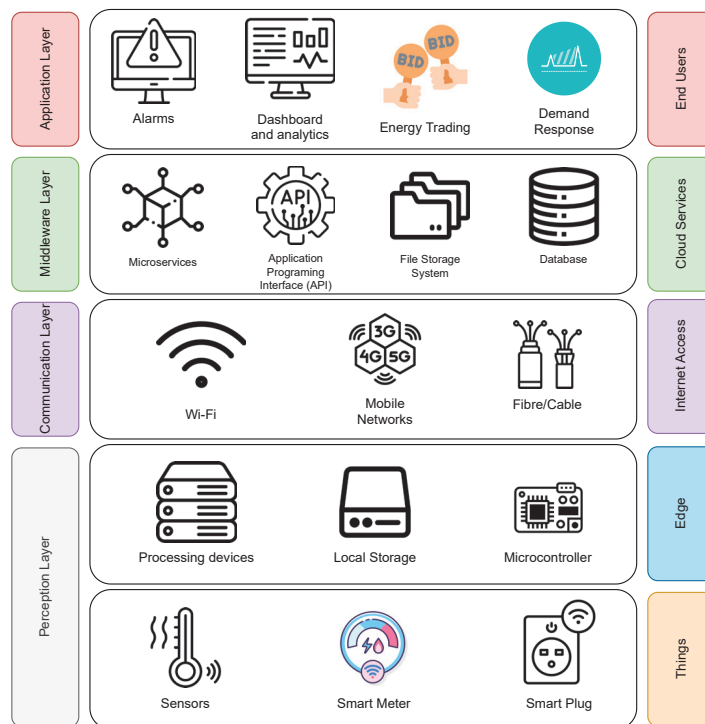 Application Layer
BID
BID
Alarms
Dashboard
and analytics
Energy Trading
Demand
Response
End Users
Middleware Layer
API
Microservices
Application
Programing
Interface (API)
File Storage
System
Database
Cloud Services
Communication Layer
3G
4G 5G
Wi-Fi
Mobile
Networks
Fibre/Cable
Internet Access
Perception Layer
Processing devices
Local Storage
Microcontroller
Edge
Sensors
Smart Meter
Smart Plug
Things